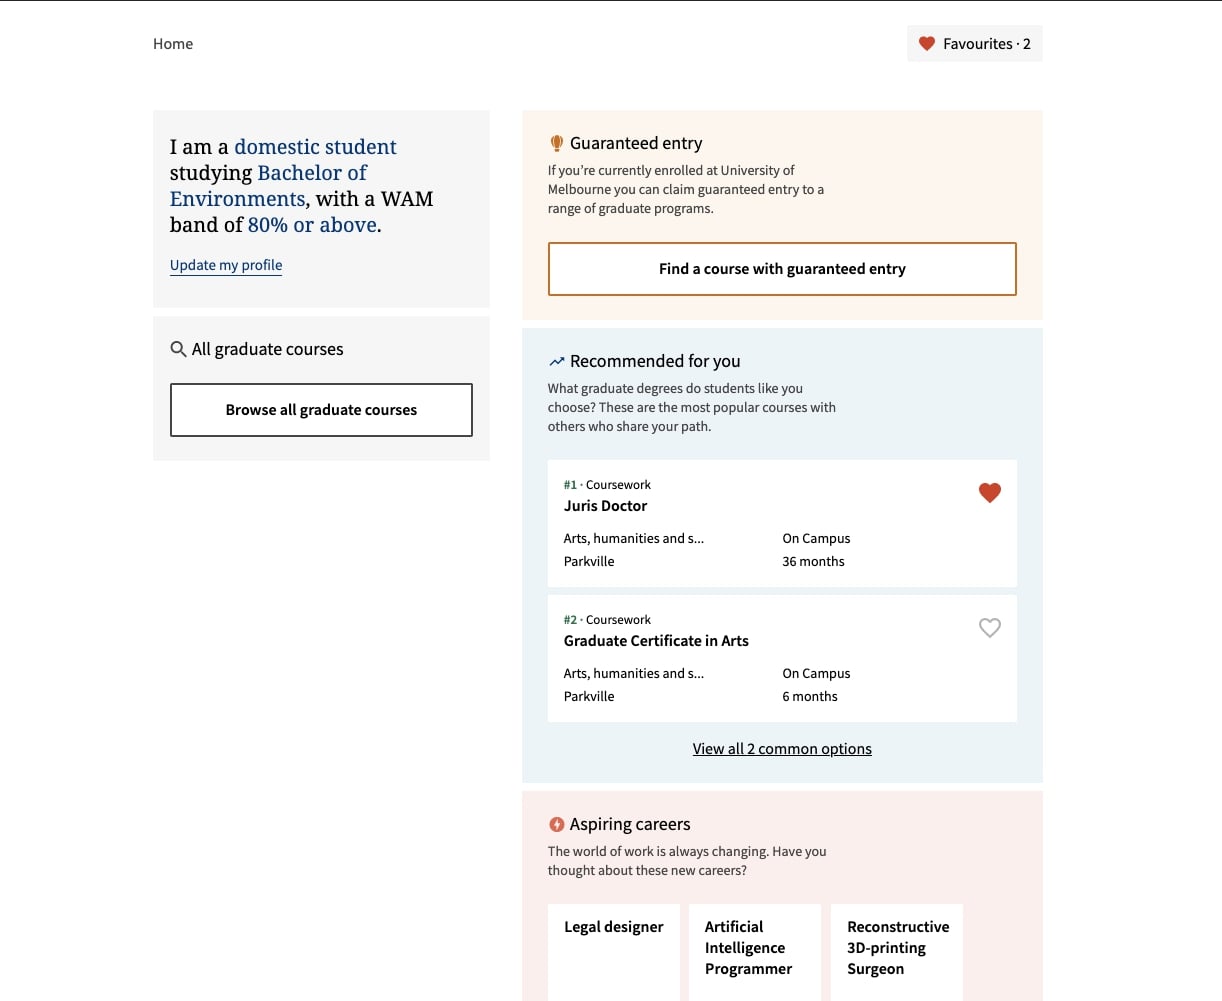 Home
Favourites · 2
I am a domestic student
studying Bachelor of
Environments, with a WAM
band of 80% or above.
Update my profile
All graduate courses
Browse all graduate courses
Guaranteed entry
If you’re currently enrolled at University of
Melbourne you can claim guaranteed entry to a
range of graduate programs.
Find a course with guaranteed entry
Recommended for you
What graduate degrees do students like you
choose? These are the most popular courses with
others who share your path.
#1 · Coursework
Juris Doctor
Arts, humanities and s... On Campus
Parkville 36 months
#2 · Coursework
Graduate Certificate in Arts
Arts, humanities and s... On Campus
Parkville 6 months
View all 2 common options
Aspiring careers
The world of work is always changing. Have you
thought about these new careers?
Legal designer
Artificial
Intelligence
Programmer
Reconstructive
3D-printing
Surgeon